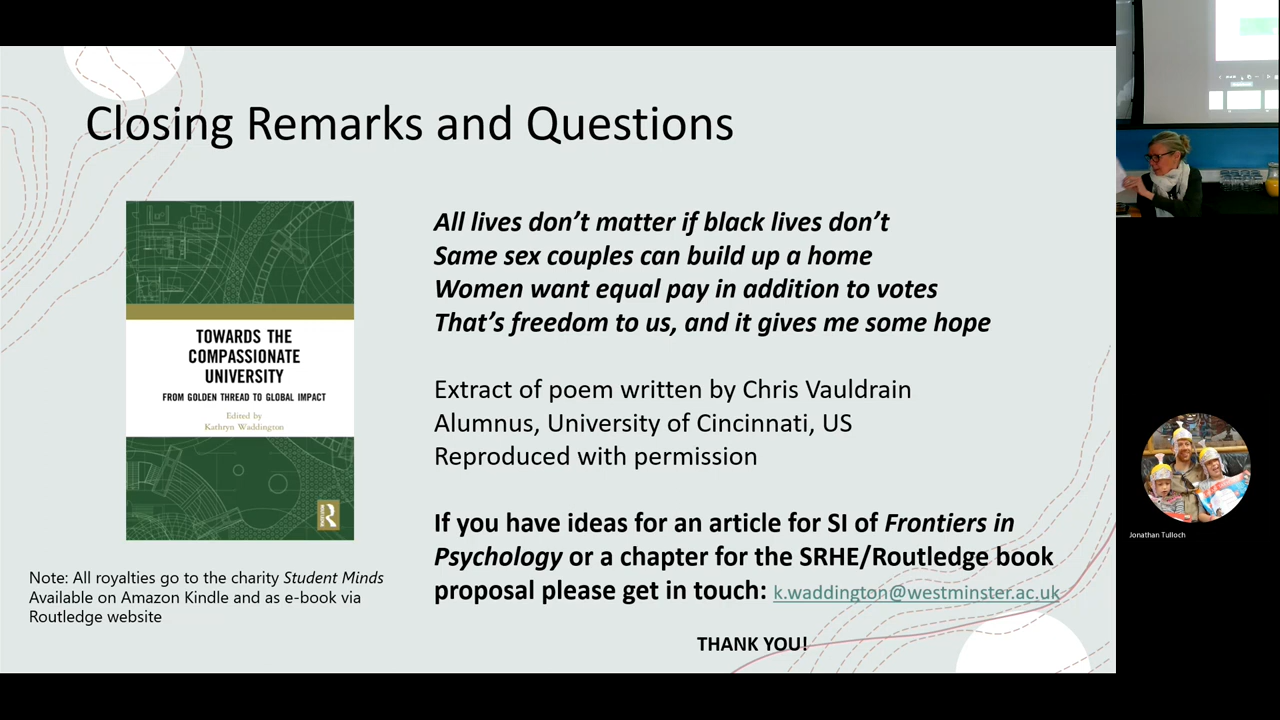 Closing Remarks and Questions
TOWARDS THE
COMPASSIONATE
UNIVERSITY
FROM GOLDEN THREAD TO GLOBAL IMPACT
Edited by
Kathryn Waddington
R
Note: All royalties go to the charity Student Minds
Available on Amazon Kindle and as e-book via
Routledge website
All lives don't matter if black lives don't
Same sex couples can build up a home
Women want equal pay in addition to votes
That's freedom to us, and it gives me some hope
Extract of poem written by Chris Vauldrain
Alumnus, University of Cincinnati, US
Reproduced with permission
If you have ideas for an article for SI of Frontiers in
Psychology or a chapter for the SRHE/Routledge book
proposal please get in touch: k.waddington@westminster.ac.uk
THANK YOU!
Jonathan Tulloch